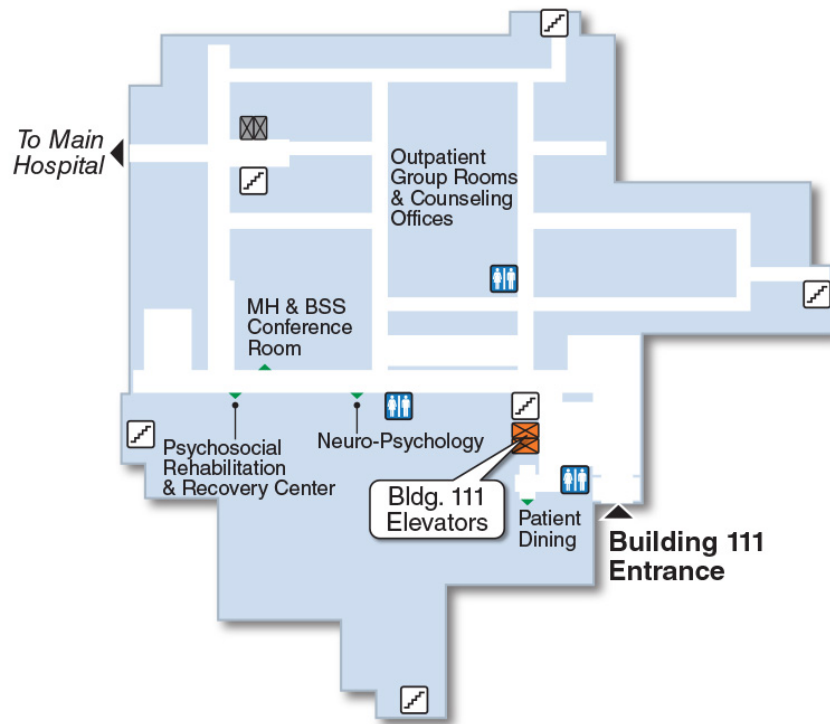 To Main
Hospital
Outpatient
Group Rooms
& Counseling
Offices
MH & BSS
Conference
Room
Psychosocial
Rehabilitation
& Recovery Center
Neuro-Psychology
Bldg. 111
Elevators
Patient
Dining
Building 111
Entrance